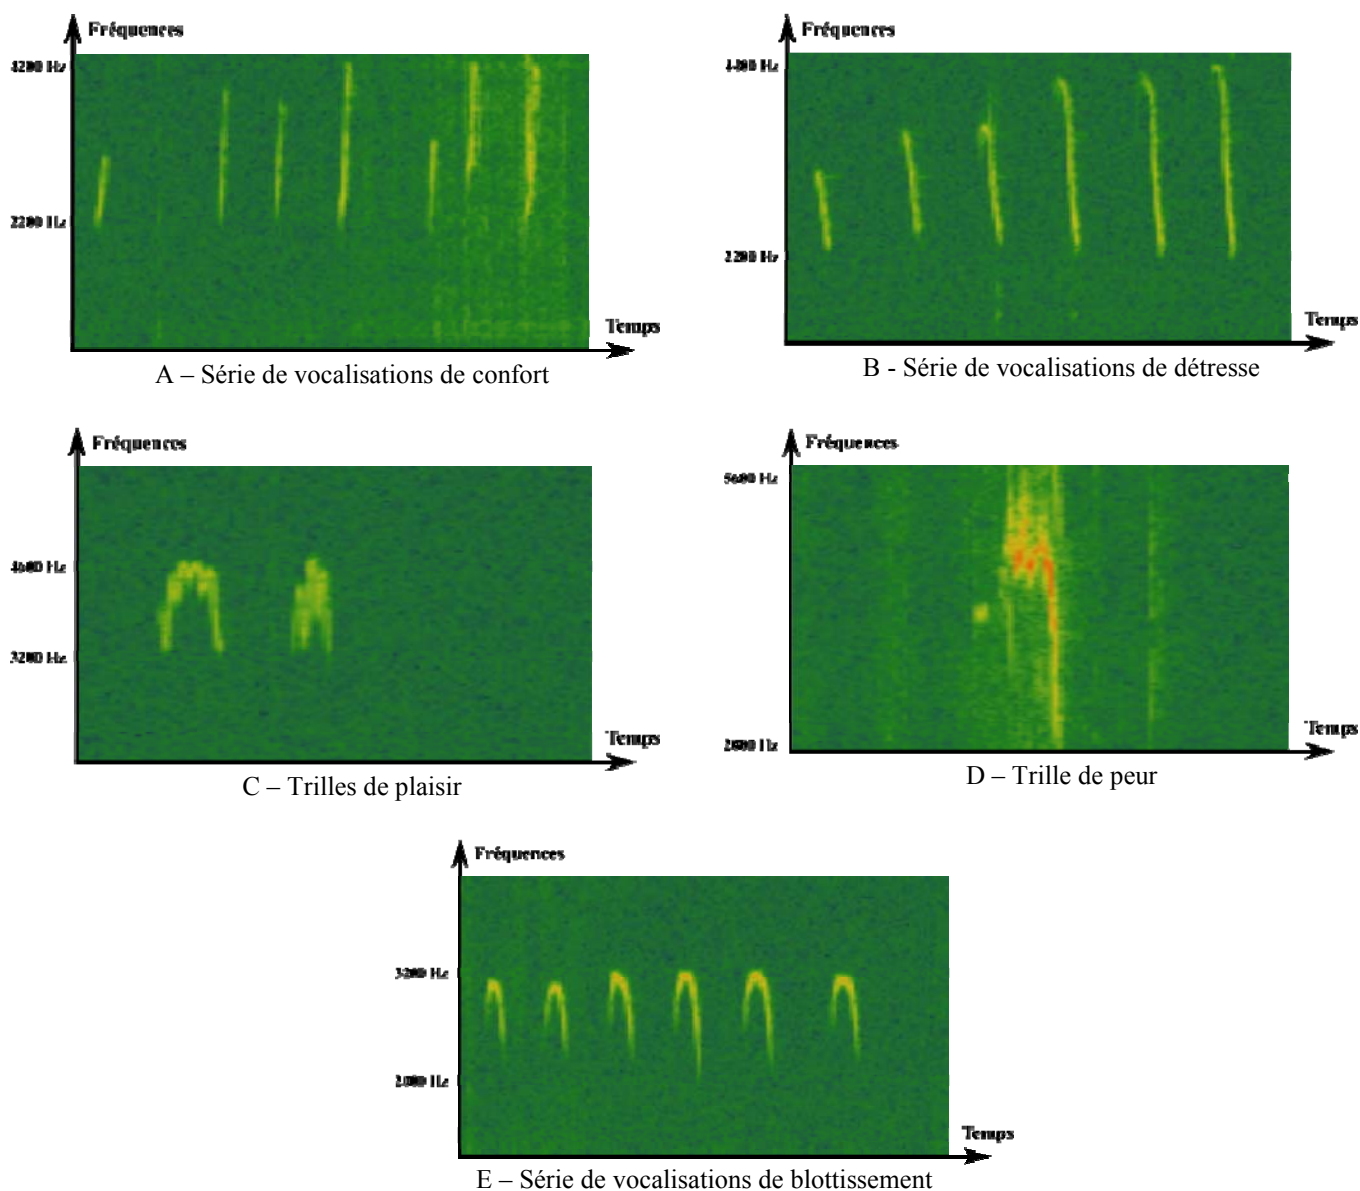 Fréquences
4200 Hz
2200 Hz
Temps
A – Série de vocalisations de confort
Fréquences
Hz
2200 Hz
Temps
B - Série de vocalisations de détresse
Fréquences
4600 Hz
3200 Hz
Temps
C – Trilles de plaisir
Fréquences
5600 Hz
2000 Hz
Temps
D – Trille de peur
Fréquences
3200 Hz
2000 Hz
Temps
E – Série de vocalisations de blottissement